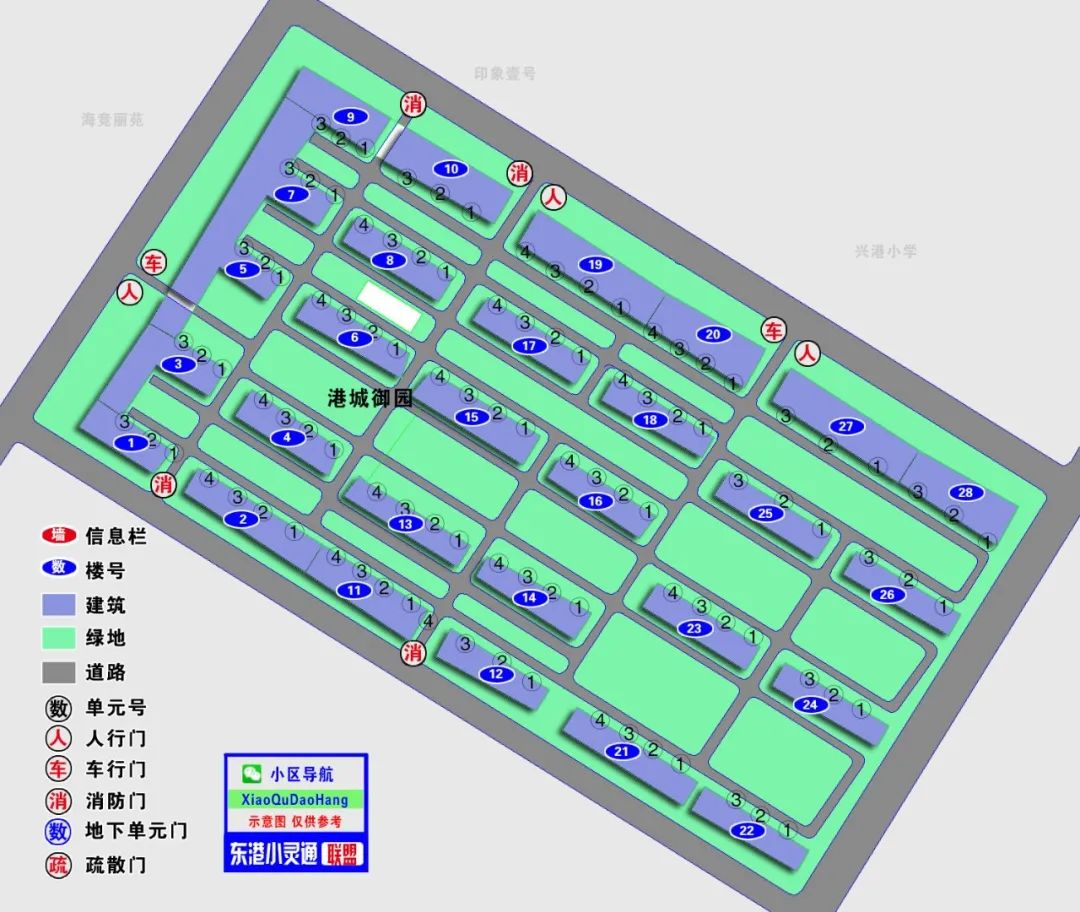 印象壹号
海竞丽苑
兴港小学
消
消
人
车
人
车
人
消
消
9
3 2 1
10
3 2 1
7
3 2 1
8
4 3 2 1
5
3 2 1
19
4 3 2 1
20
4 3 2 1
6
4 3 2 1
17
4 3 2 1
3
3 2 1
港城御园
15
4 3 2 1
18
4 3 2 1
27
3 2 1
28
3 2 1
1
3 2 1
4
4 3 2 1
2
4 3 2 1
13
4 3 2 1
16
4 3 2 1
25
3 2 1
11
4 3 2 1
14
4 3 2 1
26
3 2 1
12
4 3 2 1
23
4 3 2 1
24
3 2 1
21
4 3 2 1
22
3 2 1
墙 信息栏
数 楼号
建筑
绿地
道路
数 单元号
人 人行门
车 车行门
消 消防门
数 地下单元门
疏 疏散门
小区导航
XiaoQuDaoHang
示意图 仅供参考
东港小灵通 联盟